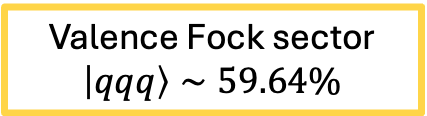 Valence Fock sector
|qqq⟩ ~ 59.64%